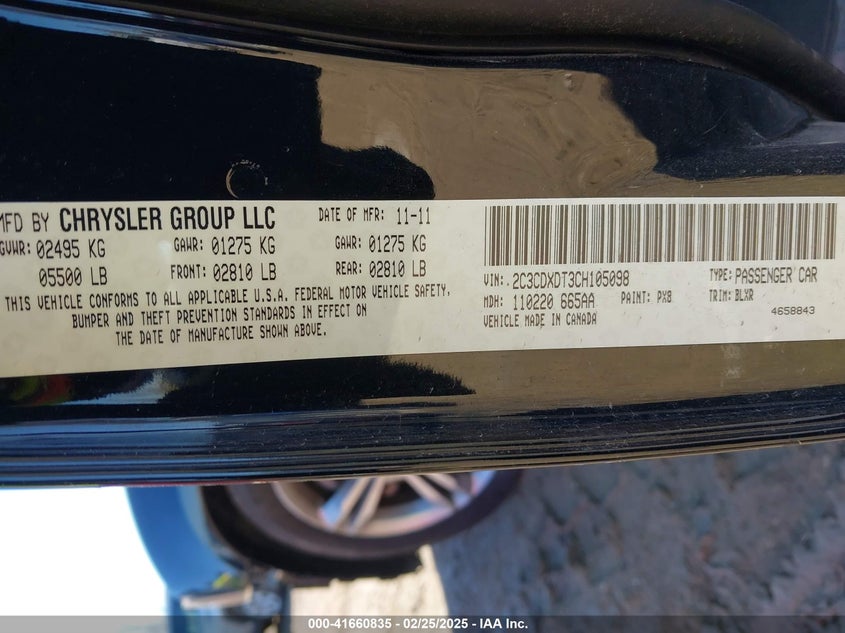 MFD BY CHRYSLER GROUP LLC DATE OF MFR: 11-11
GVWR: 02495 KG GAWR: 01275 KG GAWR: 01275 KG
05500 LB FRONT: 02810 LB REAR: 02810 LB
THIS VEHICLE CONFORMS TO ALL APPLICABLE U.S.A. FEDERAL MOTOR VEHICLE SAFETY,
BUMPER AND THEFT PREVENTION STANDARDS IN EFFECT ON
THE DATE OF MANUFACTURE SHOWN ABOVE.
VIN: 2C3CDXDT3CH105098 TYPE: PASSENGER CAR
MDH: 110220 665AA PAINT: PX8 TRIM: BLXR
VEHICLE MADE IN CANADA 4658843
000-41660835 - 02/25/2025 - IAA Inc.